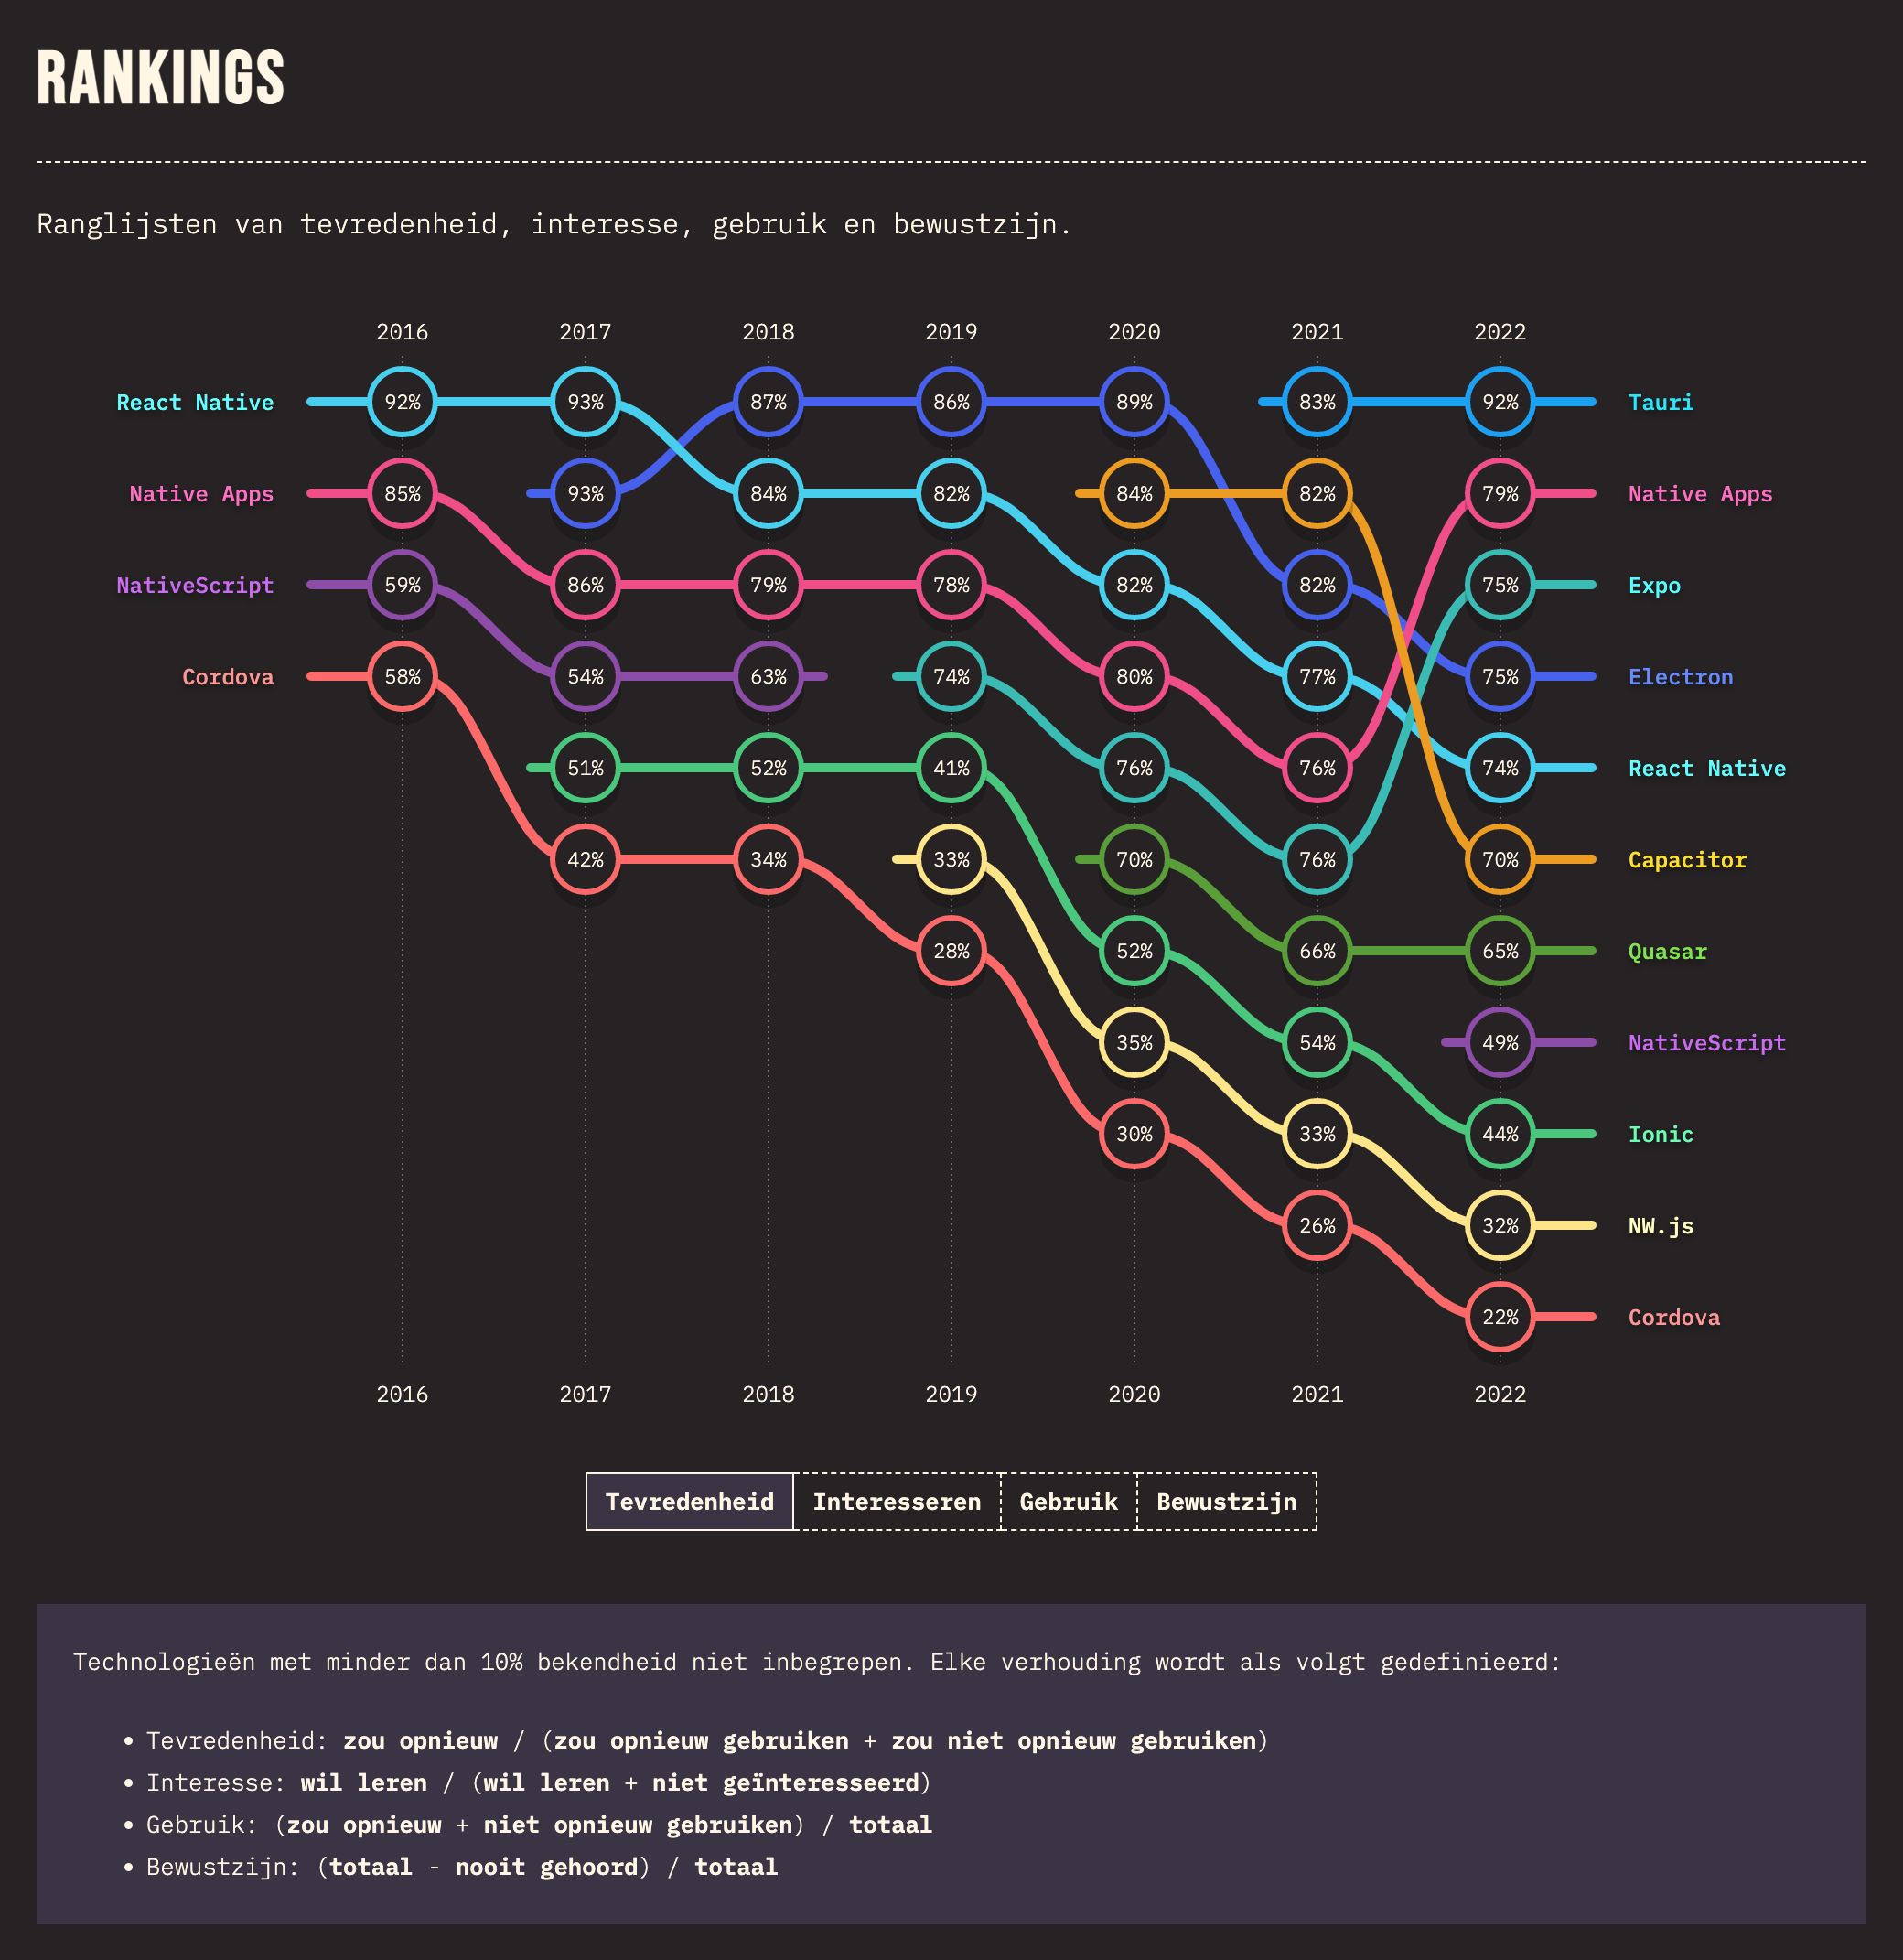 RANKINGS
Ranglijsten van tevredenheid, interesse, gebruik en bewustzijn.
2016 2017 2018 2019 2020 2021 2022
React Native 92% 93% 87% 86% 89% 83% 92% Tauri
Native Apps 85% 93% 84% 82% 84% 82% 79% Native Apps
NativeScript 59% 86% 79% 78% 82% 82% 75% Expo
Cordova 58% 54% 63% 74% 80% 77% 75% Electron
51% 52% 41% 76% 76% 74% React Native
42% 34% 33% 70% 76% 70% Capacitor
28% 52% 66% 65% Quasar
35% 54% 49% NativeScript
30% 33% 44% Ionic
26% 32% NW.js
22% Cordova
2016 2017 2018 2019 2020 2021 2022
Tevredenheid Interesseren Gebruik Bewustzijn
Technologieën met minder dan 10% bekendheid niet inbegrepen. Elke verhouding wordt als volgt gedefinieerd:
• Tevredenheid: zou opnieuw / (zou opnieuw gebruiken + zou niet opnieuw gebruiken)
• Interesse: wil leren / (wil leren + niet geïnteresseerd)
• Gebruik: (zou opnieuw + niet opnieuw gebruiken) / totaal
• Bewustzijn: (totaal - nooit gehoord) / totaal